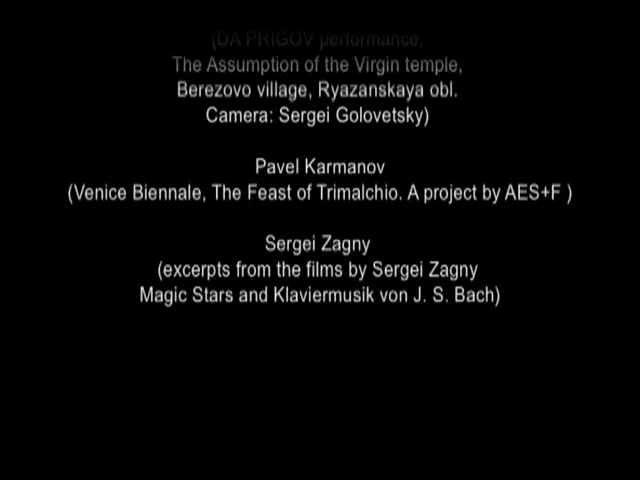 (DA PRIGOV performance,
The Assumption of the Virgin temple,
Berezovo village, Ryazanskaya obl.
Camera: Sergei Golovetsky)
Pavel Karmanov
(Venice Biennale, The Feast of Trimalchio. A project by AES+F )
Sergei Zagny
(excerpts from the films by Sergei Zagny
Magic Stars and Klaviermusik von J. S. Bach)